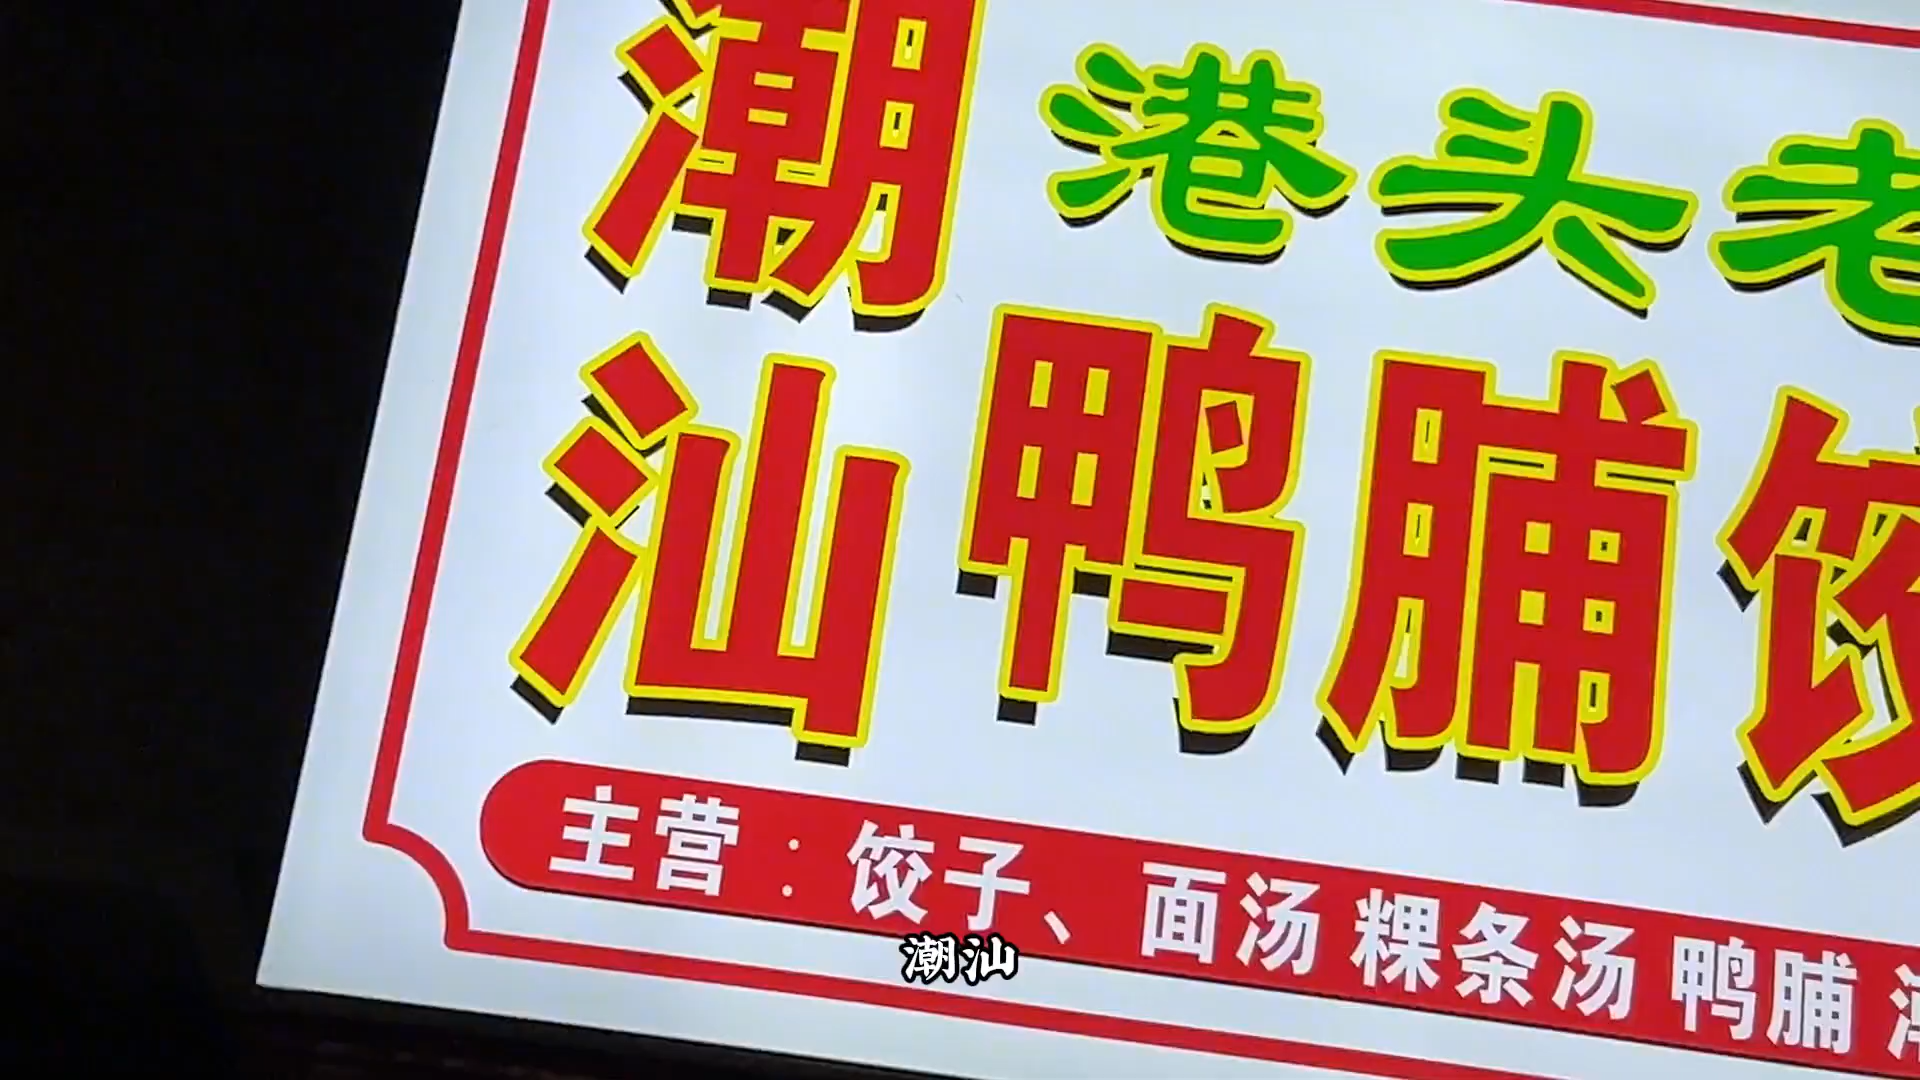 潮汕
港头老
鸭脯饺
主营：饺子、面汤 粿条汤 鸭脯
潮汕